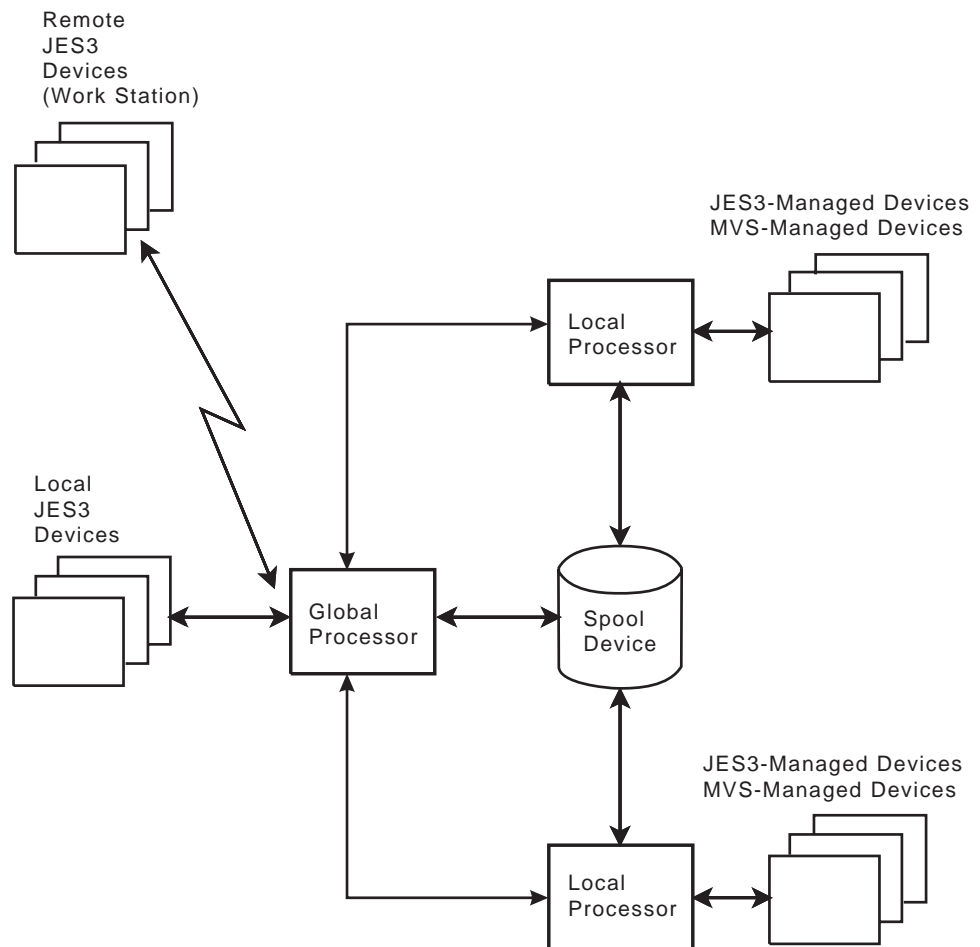 Remote
JES3
Devices
(Work Station)
JES3-Managed Devices
MVS-Managed Devices
Local
Processor
Local
JES3
Devices
Global
Processor
Spool
Device
JES3-Managed Devices
MVS-Managed Devices
Local
Processor